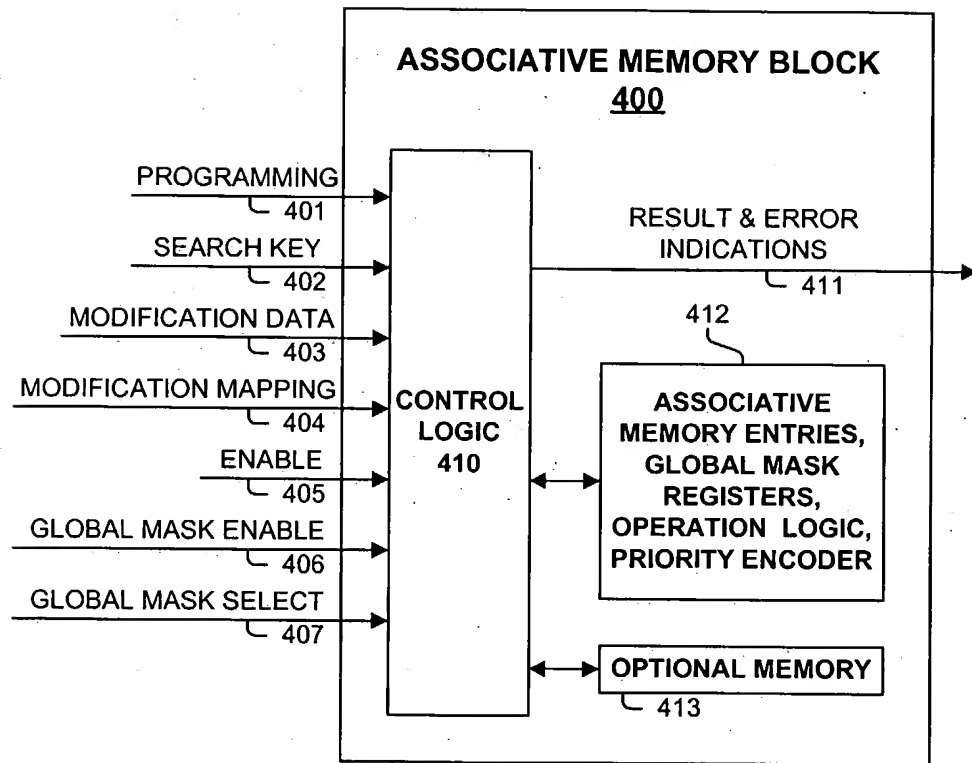 ASSOCIATIVE MEMORY BLOCK
400
PROGRAMMING
401
SEARCH KEY
402
MODIFICATION DATA
403
MODIFICATION MAPPING
404
ENABLE
405
GLOBAL MASK ENABLE
406
GLOBAL MASK SELECT
407
CONTROL
LOGIC
410
RESULT & ERROR
INDICATIONS
411
412
ASSOCIATIVE
MEMORY ENTRIES,
GLOBAL MASK
REGISTERS,
OPERATION LOGIC,
PRIORITY ENCODER
OPTIONAL MEMORY
413